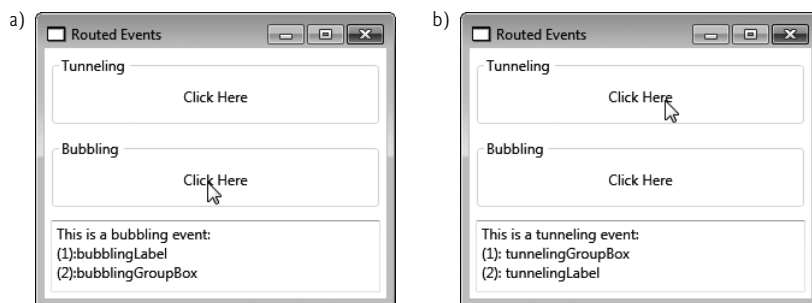 a)
Routed Events
Tunneling
Click Here
Bubbling
Click Here
This is a bubbling event:
(1):bubblingLabel
(2):bubblingGroupBox
b)
Routed Events
Tunneling
Click Here
Bubbling
Click Here
This is a tunneling event:
(1): tunnelingGroupBox
(2): tunnelingLabel